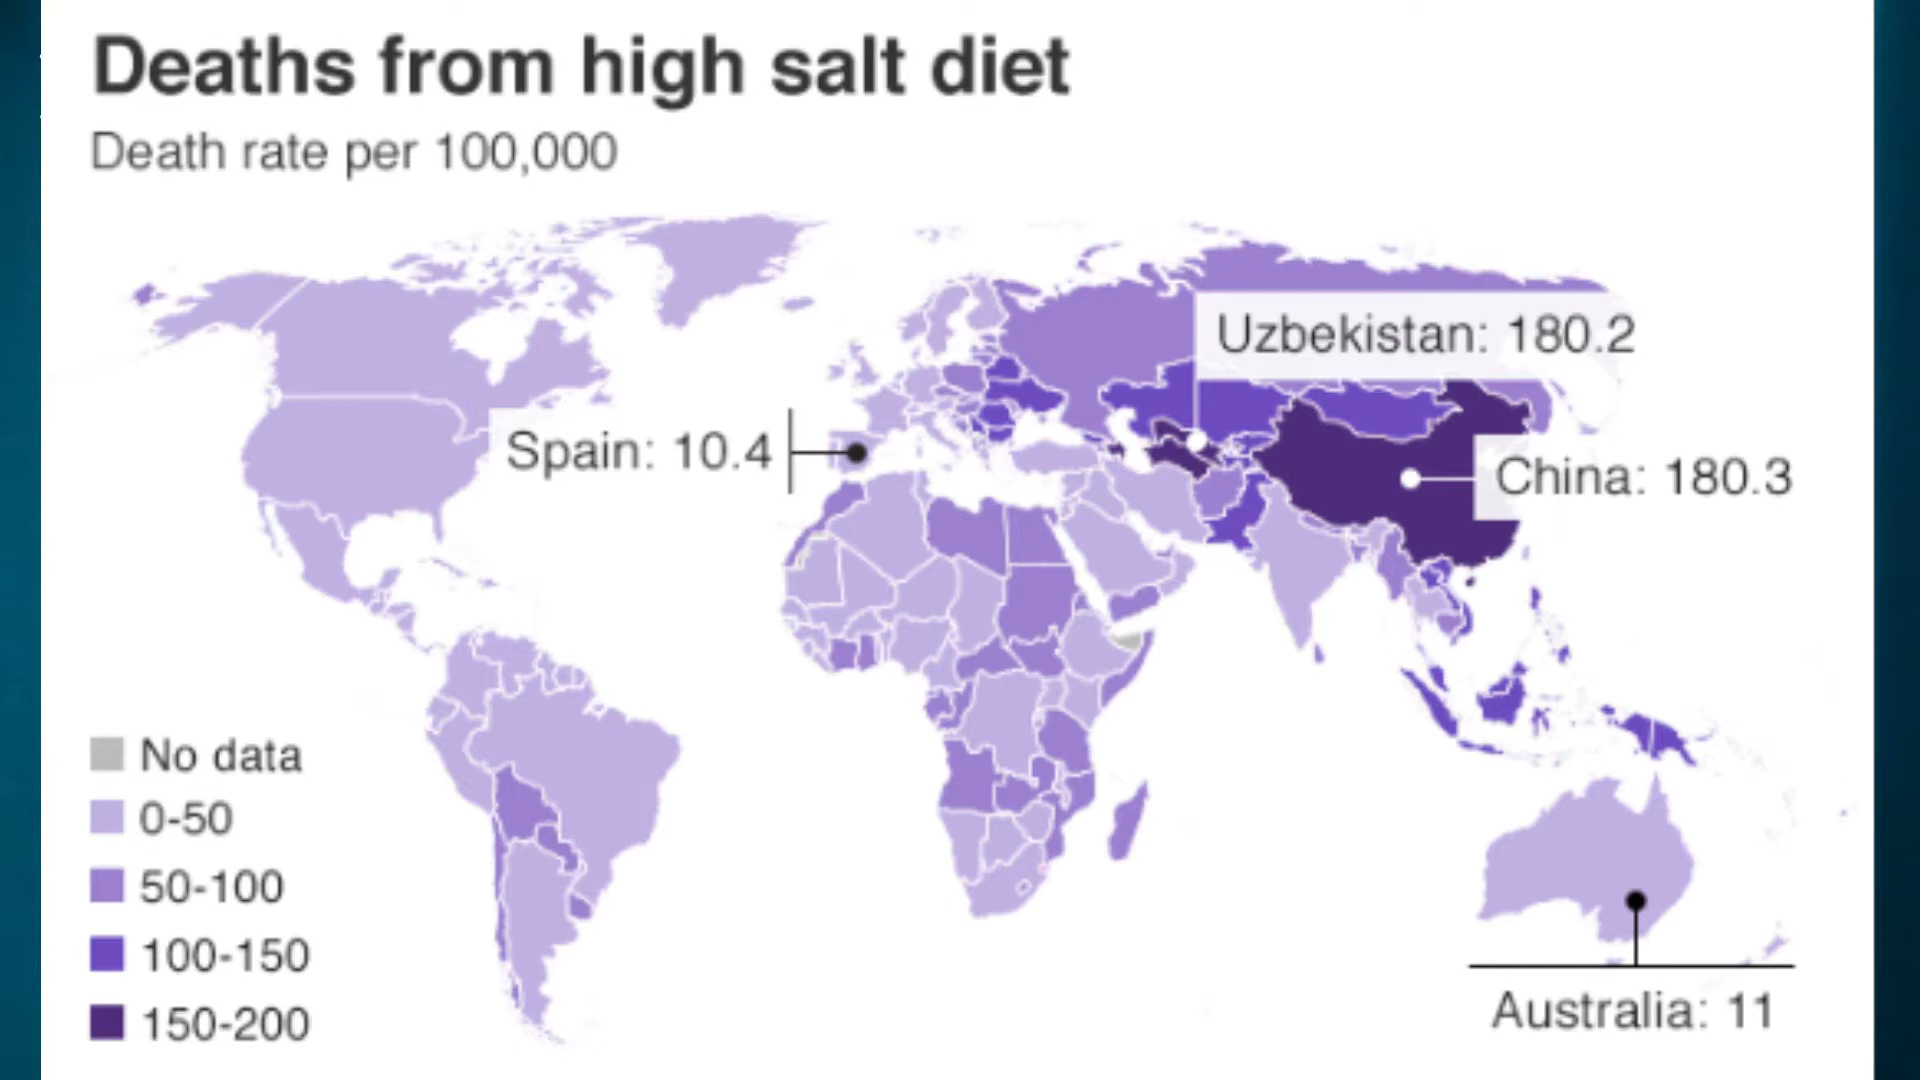 Deaths from high salt diet
Death rate per 100,000
Uzbekistan: 180.2
Spain: 10.4
China: 180.3
No data
0-50
50-100
100-150
150-200
Australia: 11